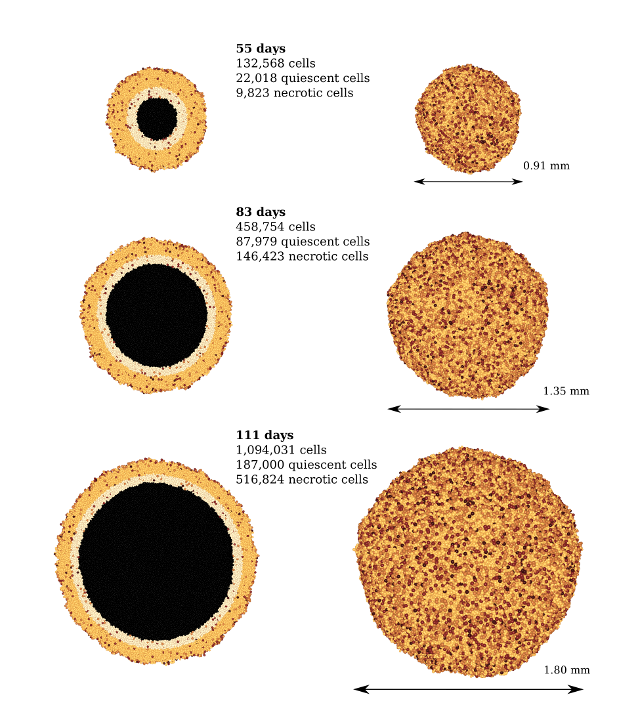 55 days
132,568 cells
22,018 quiescent cells
9,823 necrotic cells
0.91 mm
83 days
458,754 cells
87,979 quiescent cells
146,423 necrotic cells
1.35 mm
111 days
1,094,031 cells
187,000 quiescent cells
516,824 necrotic cells
1.80 mm